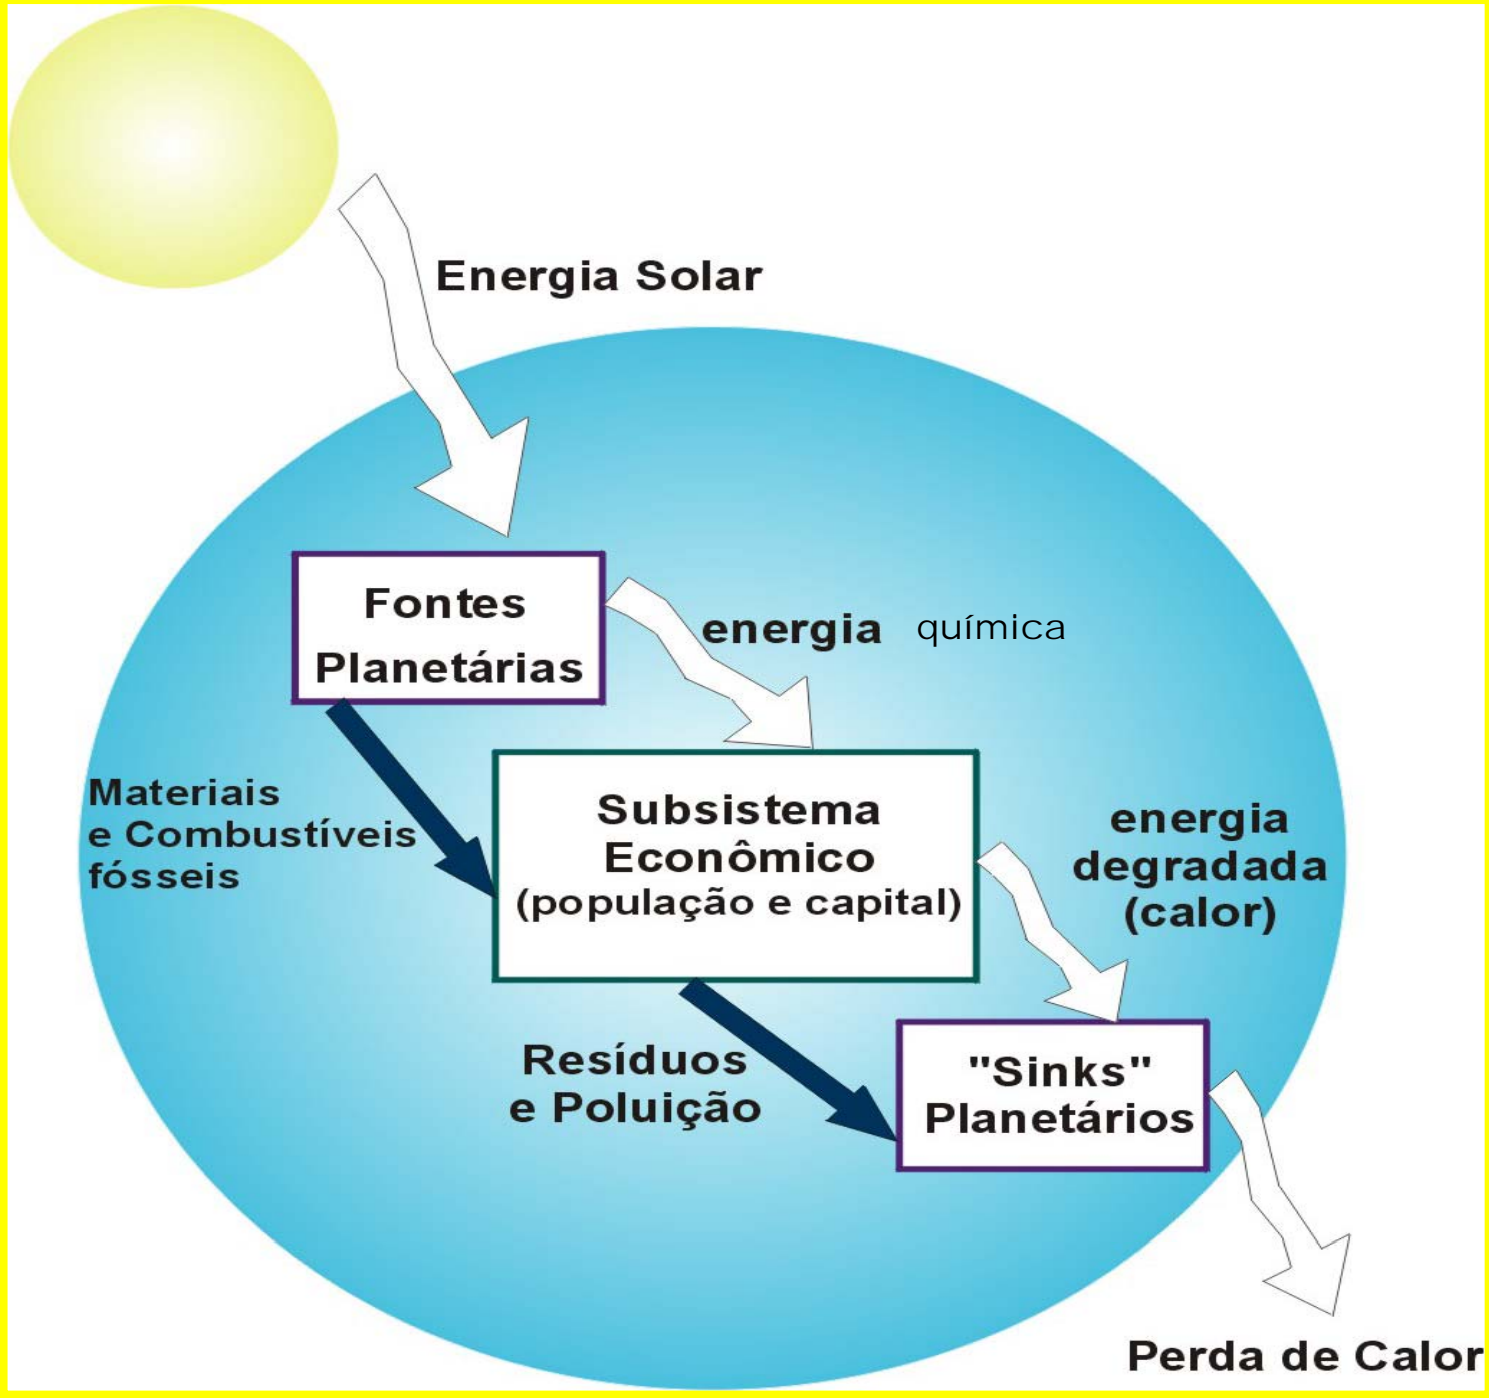 Energia Solar
Fontes
Planetárias
energia química
Materiais
e Combustíveis
fósseis
Subsistema
Econômico
(população e capital)
energia
degradada
(calor)
Resíduos
e Poluição
"Sinks"
Planetários
Perda de Calor